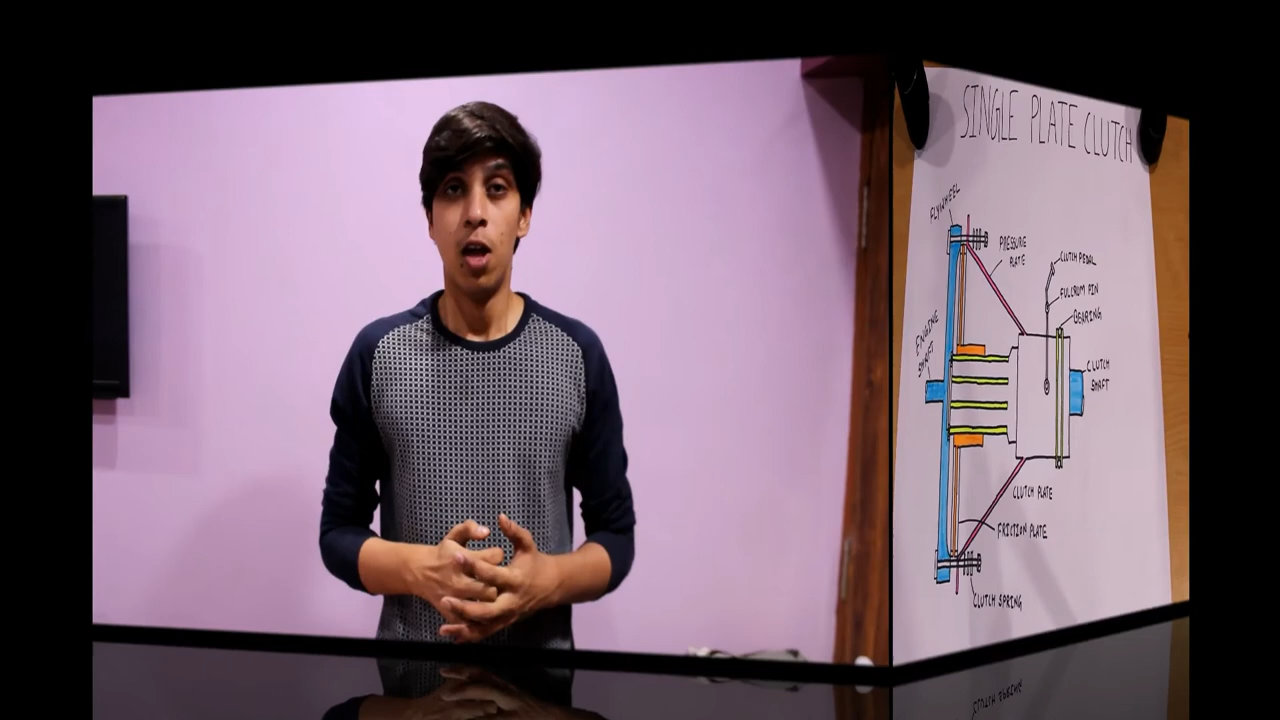 SINGLE PLATE CLUTCH
FLYWHEEL
PRESSURE
PLATE
CLUTCH PEDAL
FULLCRUM PIN
BEARING
ENGINE
SHAFT
CLUTCH
SHAFT
CLUTCH PLATE
FRICTION PLATE
CLUTCH SPRING